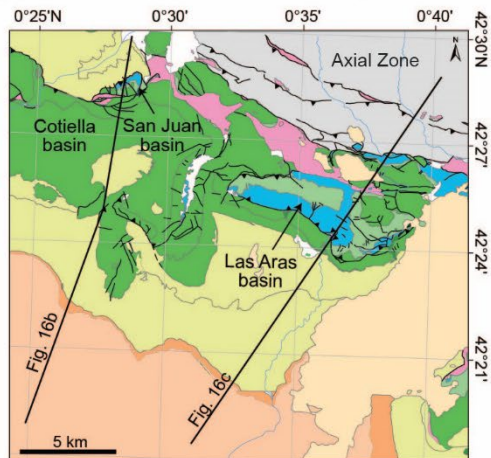 0°25'N 0°30' 0°35' 0°40'
42°30'N
N
Axial Zone
Cotiella
basin
San Juan
basin
42°27'
Las Aras
basin
42°24'
42°21'
Fig. 16b
Fig. 16c
5 km